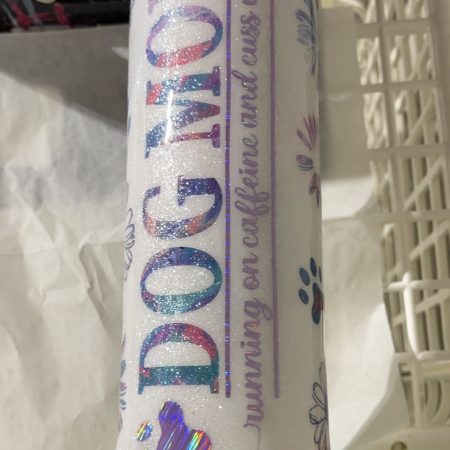 DOG MO
running on caffeine and cuss